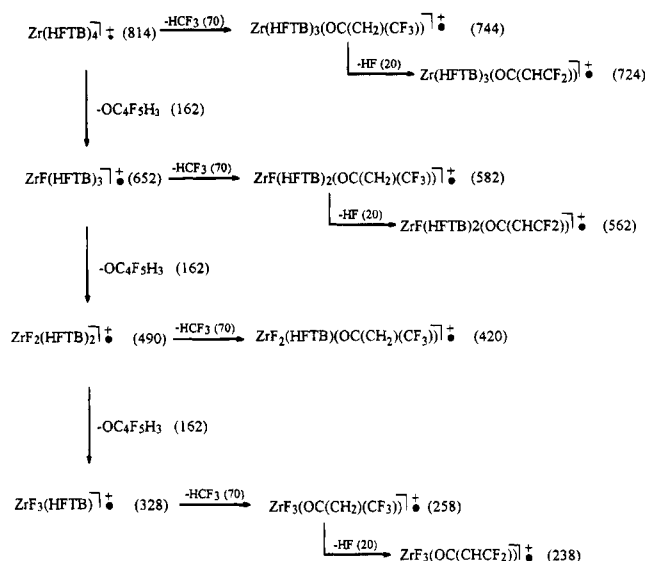 Zr(HFTB)₄⌉⁺• (814) -HCF₃ (70) Zr(HFTB)₃(OC(CH₂)(CF₃))⌉⁺• (744)
-HF (20) Zr(HFTB)₃(OC(CHCF₂))⌉⁺• (724)
-OC₄F₅H₃ (162)
ZrF(HFTB)₃⌉⁺• (652) -HCF₃ (70) ZrF(HFTB)₂(OC(CH₂)(CF₃))⌉⁺• (582)
-HF (20) ZrF(HFTB)2(OC(CHCF2))⌉⁺• (562)
-OC₄F₅H₃ (162)
ZrF₂(HFTB)₂⌉⁺• (490) -HCF₃ (70) ZrF₂(HFTB)(OC(CH₂)(CF₃))⌉⁺• (420)
-OC₄F₅H₃ (162)
ZrF₃(HFTB)⌉⁺• (328) -HCF₃ (70) ZrF₃(OC(CH₂)(CF₃))⌉⁺• (258)
-HF (20) ZrF₃(OC(CHCF₂))⌉⁺• (238)